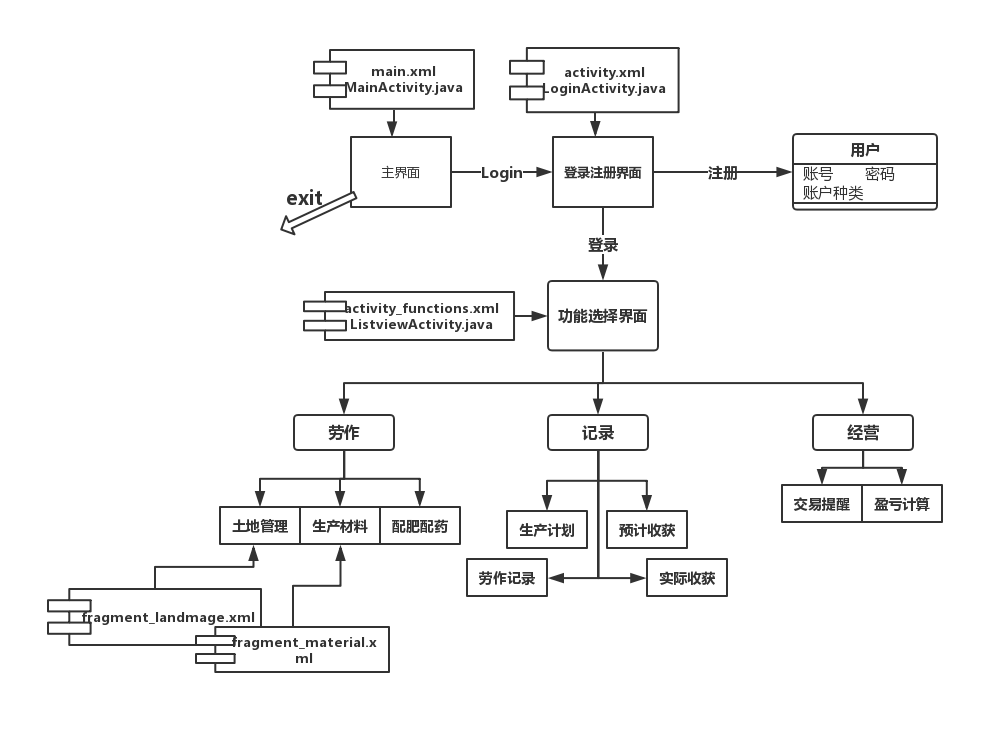 main.xml
MainActivity.java
activity.xml
LoginActivity.java
主界面
Login
登录注册界面
注册
用户
账号 密码
账户种类
exit
登录
activity_functions.xml
ListviewActivity.java
功能选择界面
劳作
记录
经营
土地管理
生产材料
配肥配药
生产计划
预计收获
交易提醒
盈亏计算
劳作记录
实际收获
fragment_landmage.xml
fragment_material.x
ml